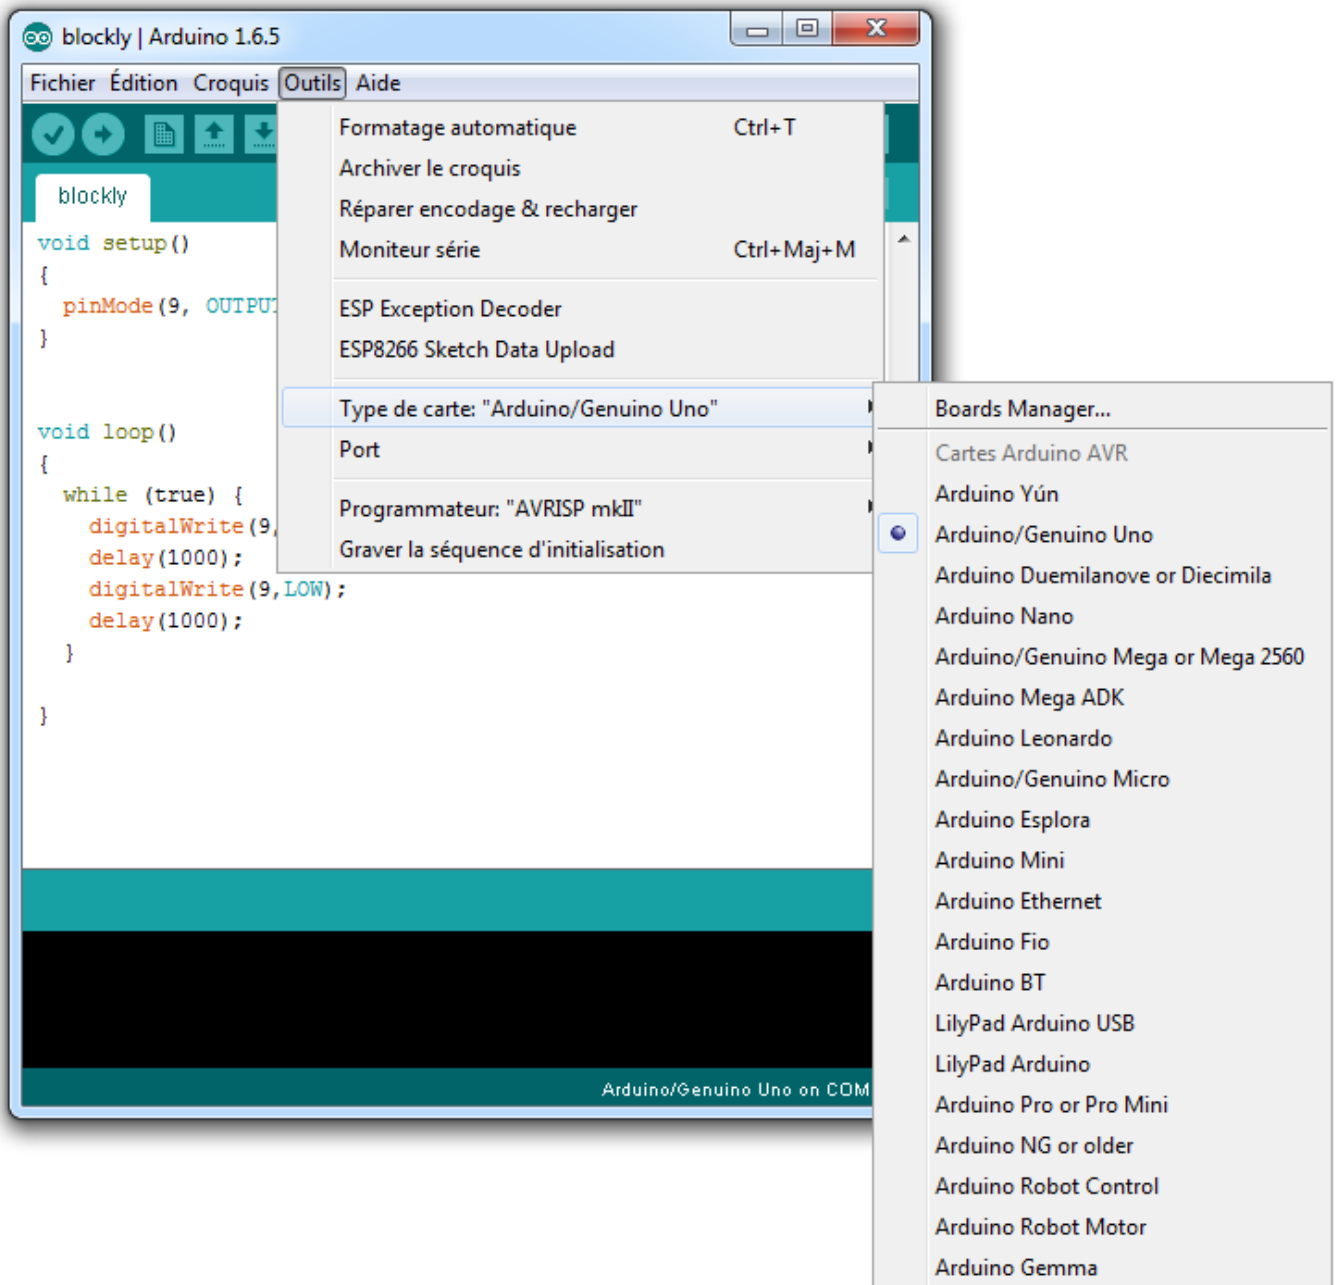 blockly | Arduino 1.6.5
Fichier Édition Croquis Outils Aide
blockly
void setup()
{
pinMode(9, OUTPUT
}
void loop()
{
while (true) {
digitalWrite(9,
delay(1000);
digitalWrite(9,LOW);
delay(1000);
}
}
Formatage automatique Ctrl+T
Archiver le croquis
Réparer encodage & recharger
Moniteur série Ctrl+Maj+M
ESP Exception Decoder
ESP8266 Sketch Data Upload
Type de carte: "Arduino/Genuino Uno"
Port
Programmateur: "AVRISP mkII"
Graver la séquence d'initialisation
Boards Manager...
Cartes Arduino AVR
Arduino Yún
Arduino/Genuino Uno
Arduino Duemilanove or Diecimila
Arduino Nano
Arduino/Genuino Mega or Mega 2560
Arduino Mega ADK
Arduino Leonardo
Arduino/Genuino Micro
Arduino Esplora
Arduino Mini
Arduino Ethernet
Arduino Fio
Arduino BT
LilyPad Arduino USB
LilyPad Arduino
Arduino Pro or Pro Mini
Arduino NG or older
Arduino Robot Control
Arduino Robot Motor
Arduino Gemma
Arduino/Genuino Uno on COM